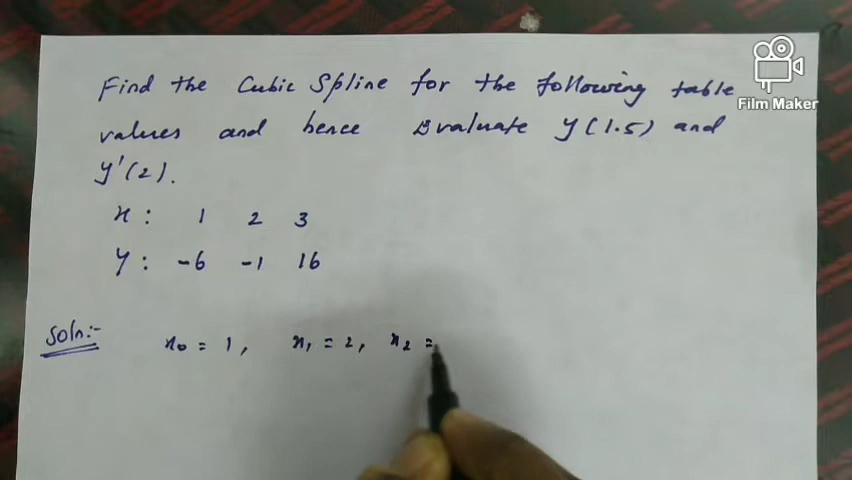 Find the Cubic Spline for the following table
values and hence Evaluate y(1.5) and
y'(2).
x : 1 2 3
y : -6 -1 16
Soln:- x₀ = 1, x₁ = 2, x₂ =
Film Maker